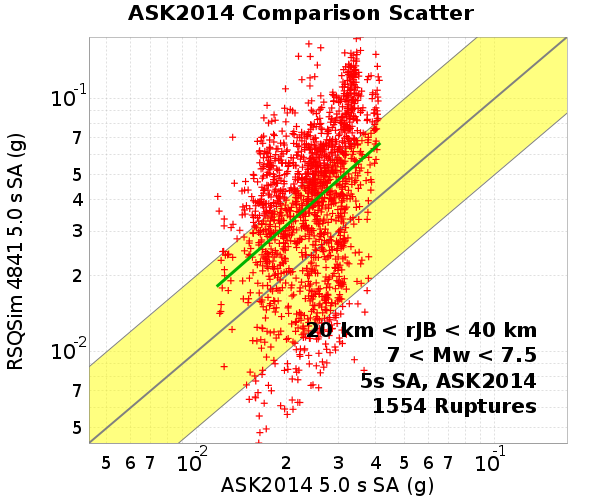 ASK2014 Comparison Scatter
RSQSim 4841 5.0 s SA (g)
10-1
7
5
4
3
2
10-2
7
5
20 km < rJB < 40 km
7 < Mw < 7.5
5s SA, ASK2014
1554 Ruptures
5 6 7 10-2 2 3 4 5 6 7 10-1
ASK2014 5.0 s SA (g)